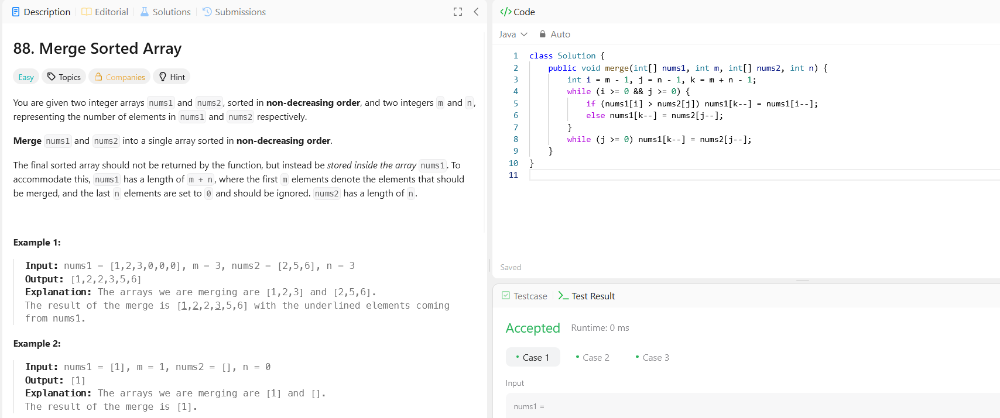 Description Editorial Solutions Submissions
88. Merge Sorted Array
Easy Topics Companies Hint
You are given two integer arrays nums1 and nums2, sorted in non-decreasing order, and two integers m and n,
representing the number of elements in nums1 and nums2 respectively.
Merge nums1 and nums2 into a single array sorted in non-decreasing order.
The final sorted array should not be returned by the function, but instead be stored inside the array nums1. To
accommodate this, nums1 has a length of m + n, where the first m elements denote the elements that should
be merged, and the last n elements are set to 0 and should be ignored. nums2 has a length of n.
Example 1:
Input: nums1 = [1,2,3,0,0,0], m = 3, nums2 = [2,5,6], n = 3
Output: [1,2,2,3,5,6]
Explanation: The arrays we are merging are [1,2,3] and [2,5,6].
The result of the merge is [1,2,2,3,5,6] with the underlined elements coming
from nums1.
Example 2:
Input: nums1 = [1], m = 1, nums2 = [], n = 0
Output: [1]
Explanation: The arrays we are merging are [1] and [].
The result of the merge is [1].
</> Code
Java Auto
1 class Solution {
2 public void merge(int[] nums1, int m, int[] nums2, int n) {
3 int i = m - 1, j = n - 1, k = m + n - 1;
4 while (i >= 0 && j >= 0) {
5 if (nums1[i] > nums2[j]) nums1[k--] = nums1[i--];
6 else nums1[k--] = nums2[j--];
7 }
8 while (j >= 0) nums1[k--] = nums2[j--];
9 }
10 }
11
Saved
Testcase >_ Test Result
Accepted Runtime: 0 ms
• Case 1 • Case 2 • Case 3
Input
nums1 =